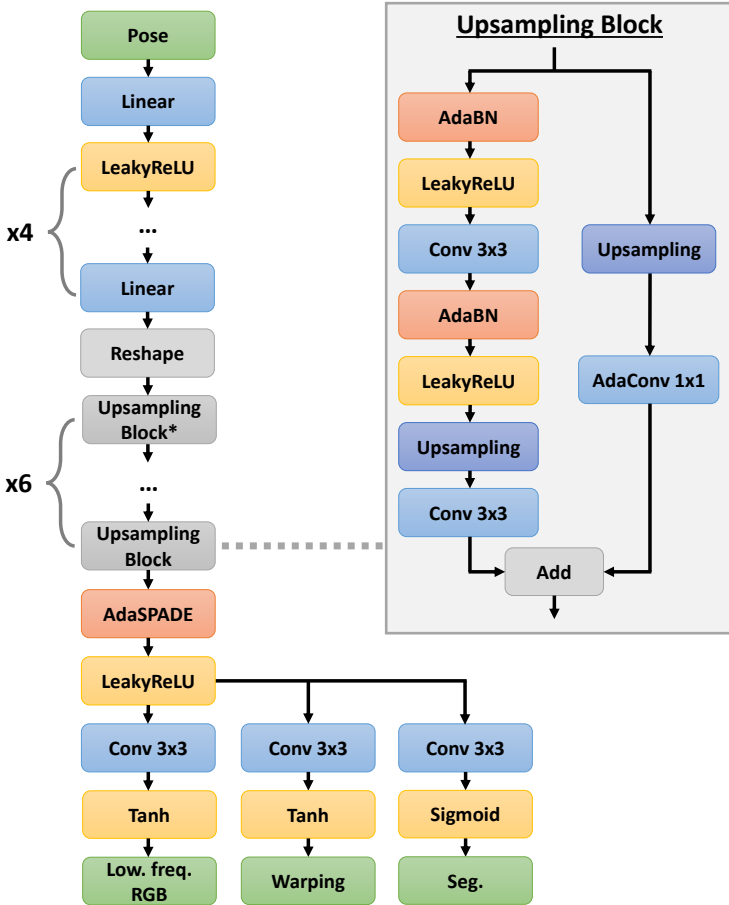 Pose
Linear
LeakyReLU
x4
...
Linear
Reshape
Upsampling
Block*
x6
...
Upsampling
Block
AdaSPADE
LeakyReLU
Conv 3x3
Conv 3x3
Conv 3x3
Tanh
Tanh
Sigmoid
Low. freq.
RGB
Warping
Seg.
Upsampling Block
AdaBN
LeakyReLU
Conv 3x3
AdaBN
LeakyReLU
Upsampling
Conv 3x3
Upsampling
AdaConv 1x1
Add